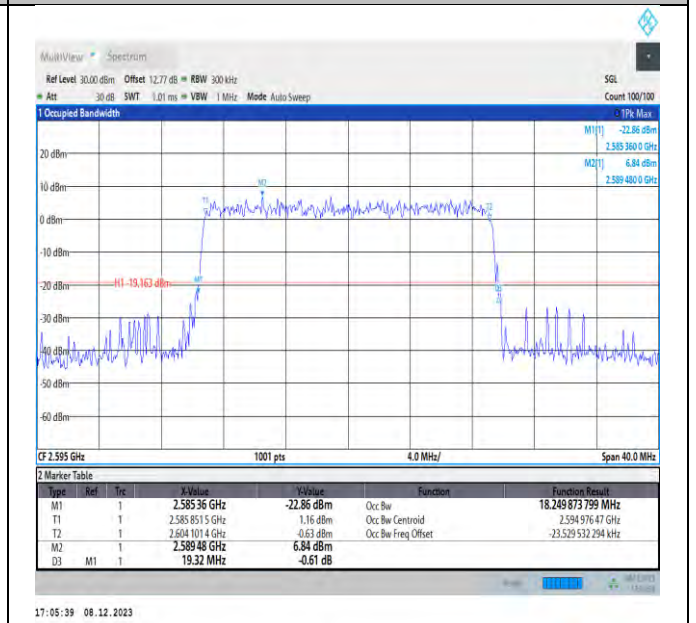 MultiView Spectrum
Ref Level 30.00 dBm Offset 12.77 dB RBW 300 kHz SGL
Att 30 dB SWT 1.01 ms VBW 1 MHz Mode Auto Sweep Count 100/100
1 Occupied Bandwidth 1Pk Max
M1[1] -22.86 dBm
2.585 360 0 GHz
M2[1] 6.84 dBm
2.589 480 0 GHz
20 dBm
10 dBm
M2
T1
T2
0 dBm
-10 dBm
-20 dBm
H1 -19.163 dBm
M1
-30 dBm
-40 dBm
-50 dBm
-60 dBm
CF 2.595 GHz 1001 pts 4.0 MHz/ Span 40.0 MHz
2 Marker Table
Type Ref Trc X-Value Y-Value Function Function Result
M1 1 2.585 36 GHz -22.86 dBm Occ Bw 18.249 873 799 MHz
T1 1 2.585 851 5 GHz 1.16 dBm Occ Bw Centroid 2.594 976 47 GHz
T2 1 2.604 101 4 GHz -0.63 dBm Occ Bw Freq Offset -23.529 532 294 kHz
M2 1 2.589 48 GHz 6.84 dBm
D3 M1 1 19.32 MHz -0.61 dB
17:05:39 08.12.2023